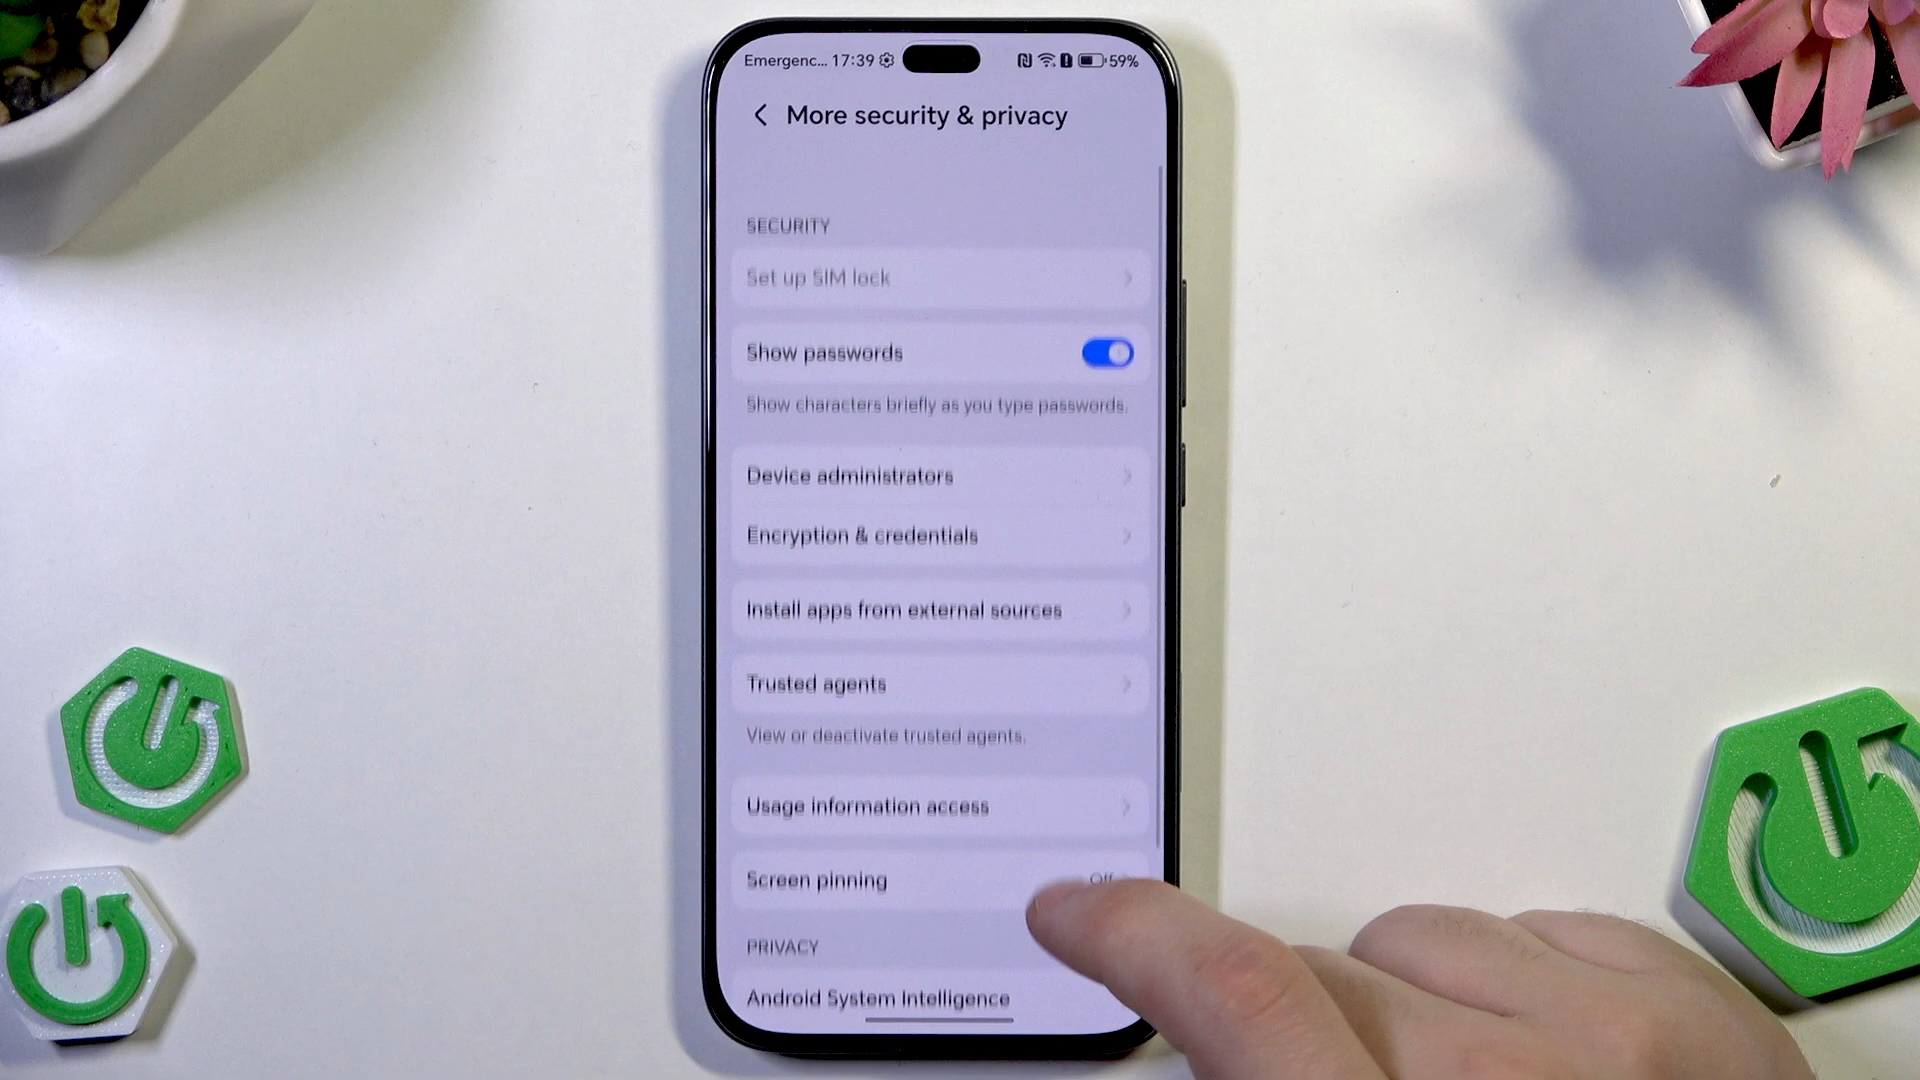 Emergenc... 17:39 59%
More security & privacy
SECURITY
Set up SIM lock
Show passwords
Show characters briefly as you type passwords.
Device administrators
Encryption & credentials
Install apps from external sources
Trusted agents
View or deactivate trusted agents.
Usage information access
Screen pinning Off
PRIVACY
Android System Intelligence